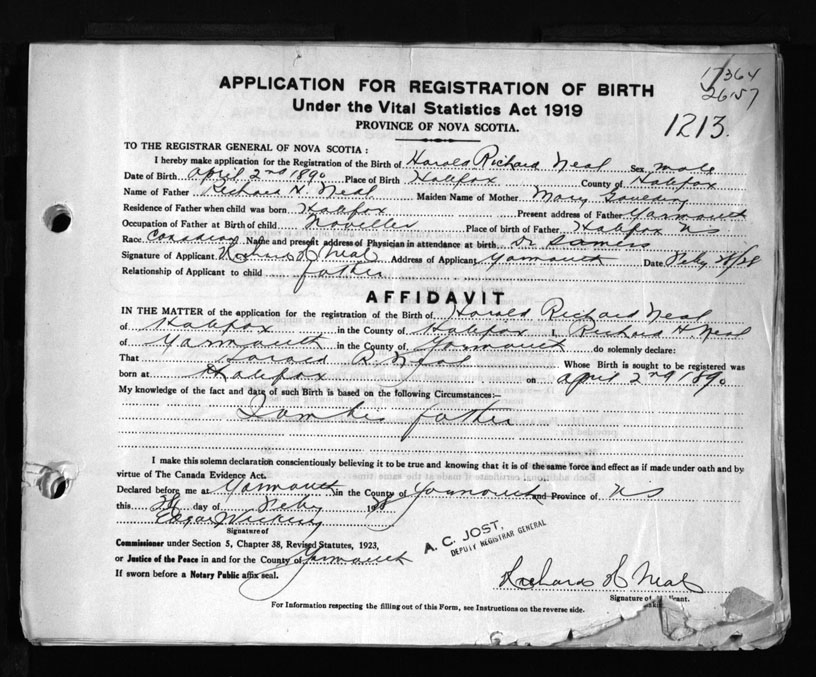 17364
26157
APPLICATION FOR REGISTRATION OF BIRTH
Under the Vital Statistics Act 1919
PROVINCE OF NOVA SCOTIA.
1213.
TO THE REGISTRAR GENERAL OF NOVA SCOTIA:
I hereby make application for the Registration of the Birth of Harold Richard Neal Sex male
Date of Birth April 2nd 1890 Place of Birth Halifax County of Halifax
Name of Father Richard H. Neal Maiden Name of Mother Mary
Residence of Father when child was born Halifax Present address of Father Yarmouth
Occupation of Father at Birth of child Place of birth of Father Halifax NS
Race Canadian Name and present address of Physician in attendance at birth Dr Somers
Signature of Applicant Richard H Neal Address of Applicant Yarmouth Date Feby /28
Relationship of Applicant to child father
AFFIDAVIT
IN THE MATTER of the application for the registration of the Birth of Harold Richard Neal
of Halifax in the County of Halifax I, Richard H. Neal
of Yarmouth in the County of Yarmouth do solemnly declare:
That Harold R. Neal Whose Birth is sought to be registered was
born at Halifax on April 2nd 1890
My knowledge of the fact and date of such Birth is based on the following Circumstances:—
I am his father
I make this solemn declaration conscientiously believing it to be true and knowing that it is of the same force and effect as if made under oath and by
virtue of The Canada Evidence Act.
Declared before me at Yarmouth in the County of Yarmouth and Province of NS
this day of Feby 1928
Edgar
Signature of
Commissioner under Section 5, Chapter 38, Revised Statutes, 1923,
or Justice of the Peace in and for the County of Yarmouth
If sworn before a Notary Public affix seal.
A. C. JOST.
DEPUTY REGISTRAR GENERAL
Richard H Neal
Signature of
For Information respecting the filling out of this Form, see Instructions on the reverse side.